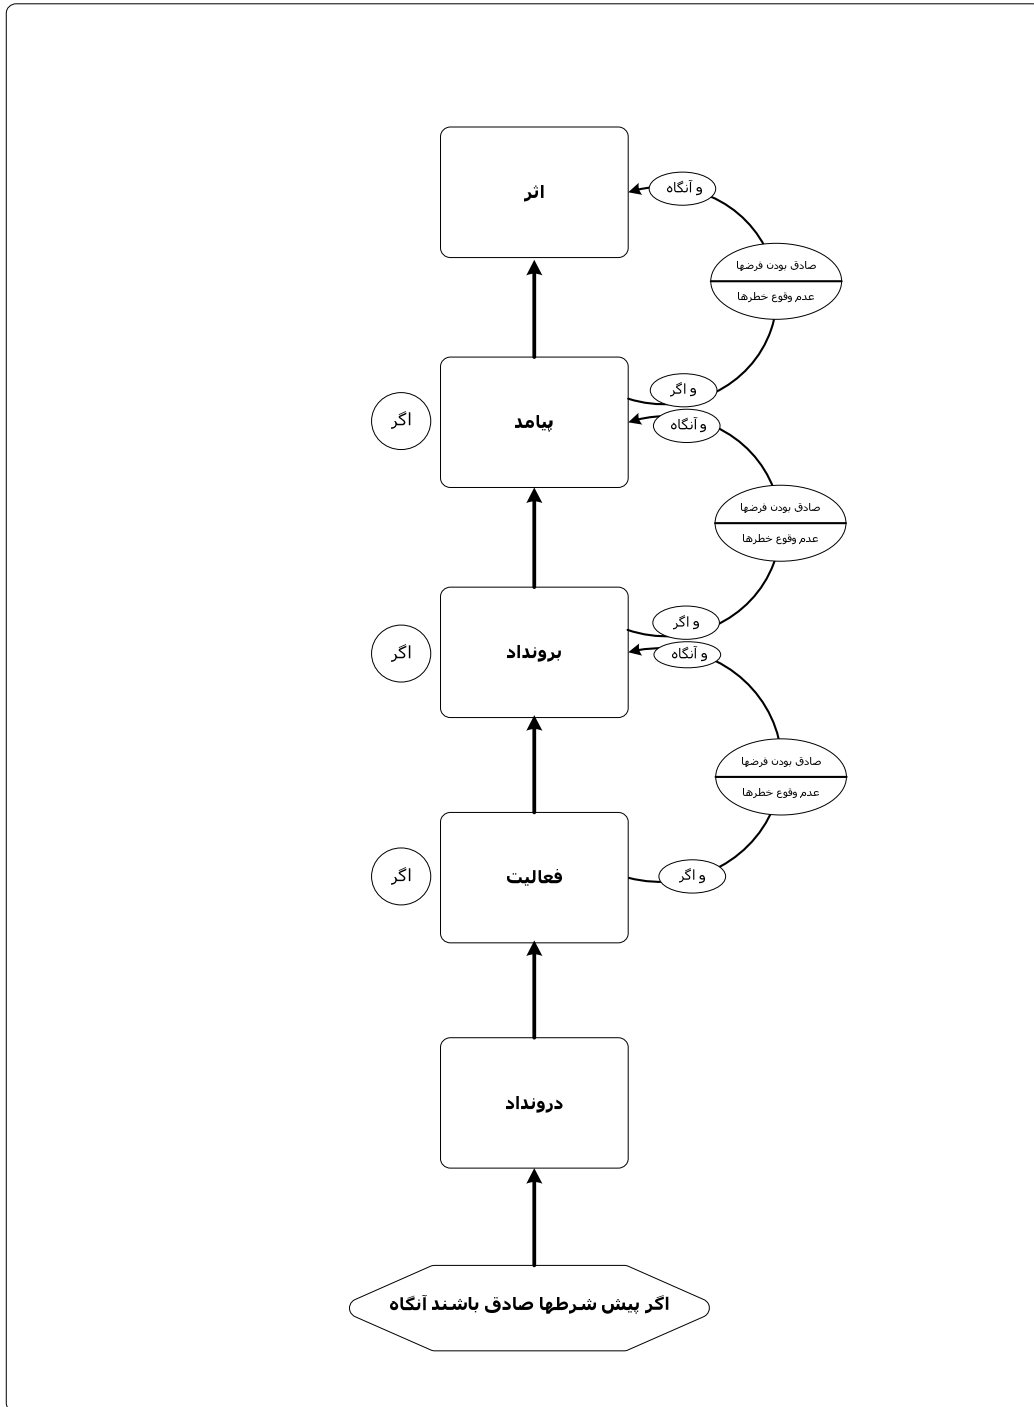 اثر
و آنگاه
صادق بودن فرضها
عدم وقوع خطرها
و اگر
اگر
پیامد
و آنگاه
صادق بودن فرضها
عدم وقوع خطرها
و اگر
اگر
برونداد
و آنگاه
صادق بودن فرضها
عدم وقوع خطرها
اگر
فعالیت
و اگر
درونداد
اگر پیش شرطها صادق باشند آنگاه